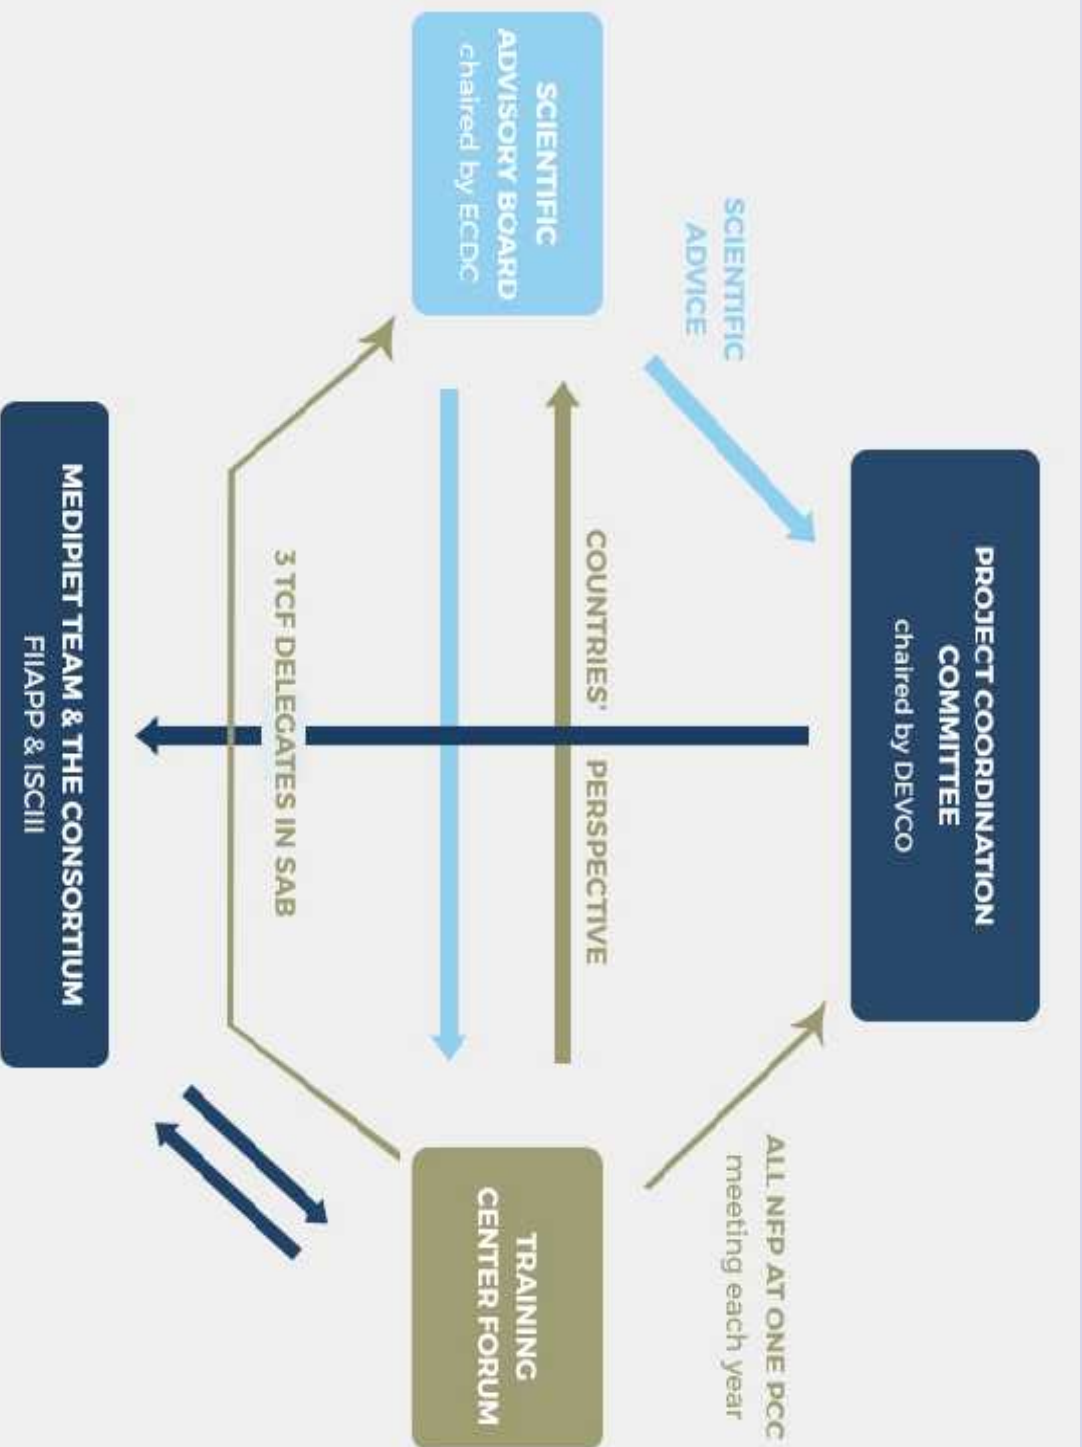 PROJECT COORDINATION
COMMITTEE
chaired by DEVCO
SCIENTIFIC
ADVICE
ALL NFP AT ONE PCC
meeting each year
SCIENTIFIC
ADVISORY BOARD
chaired by ECDC
COUNTRIES' PERSPECTIVE
TRAINING
CENTER FORUM
3 TCF DELEGATES IN SAB
MEDIPIET TEAM & THE CONSORTIUM
FIIAPP & ISCIII